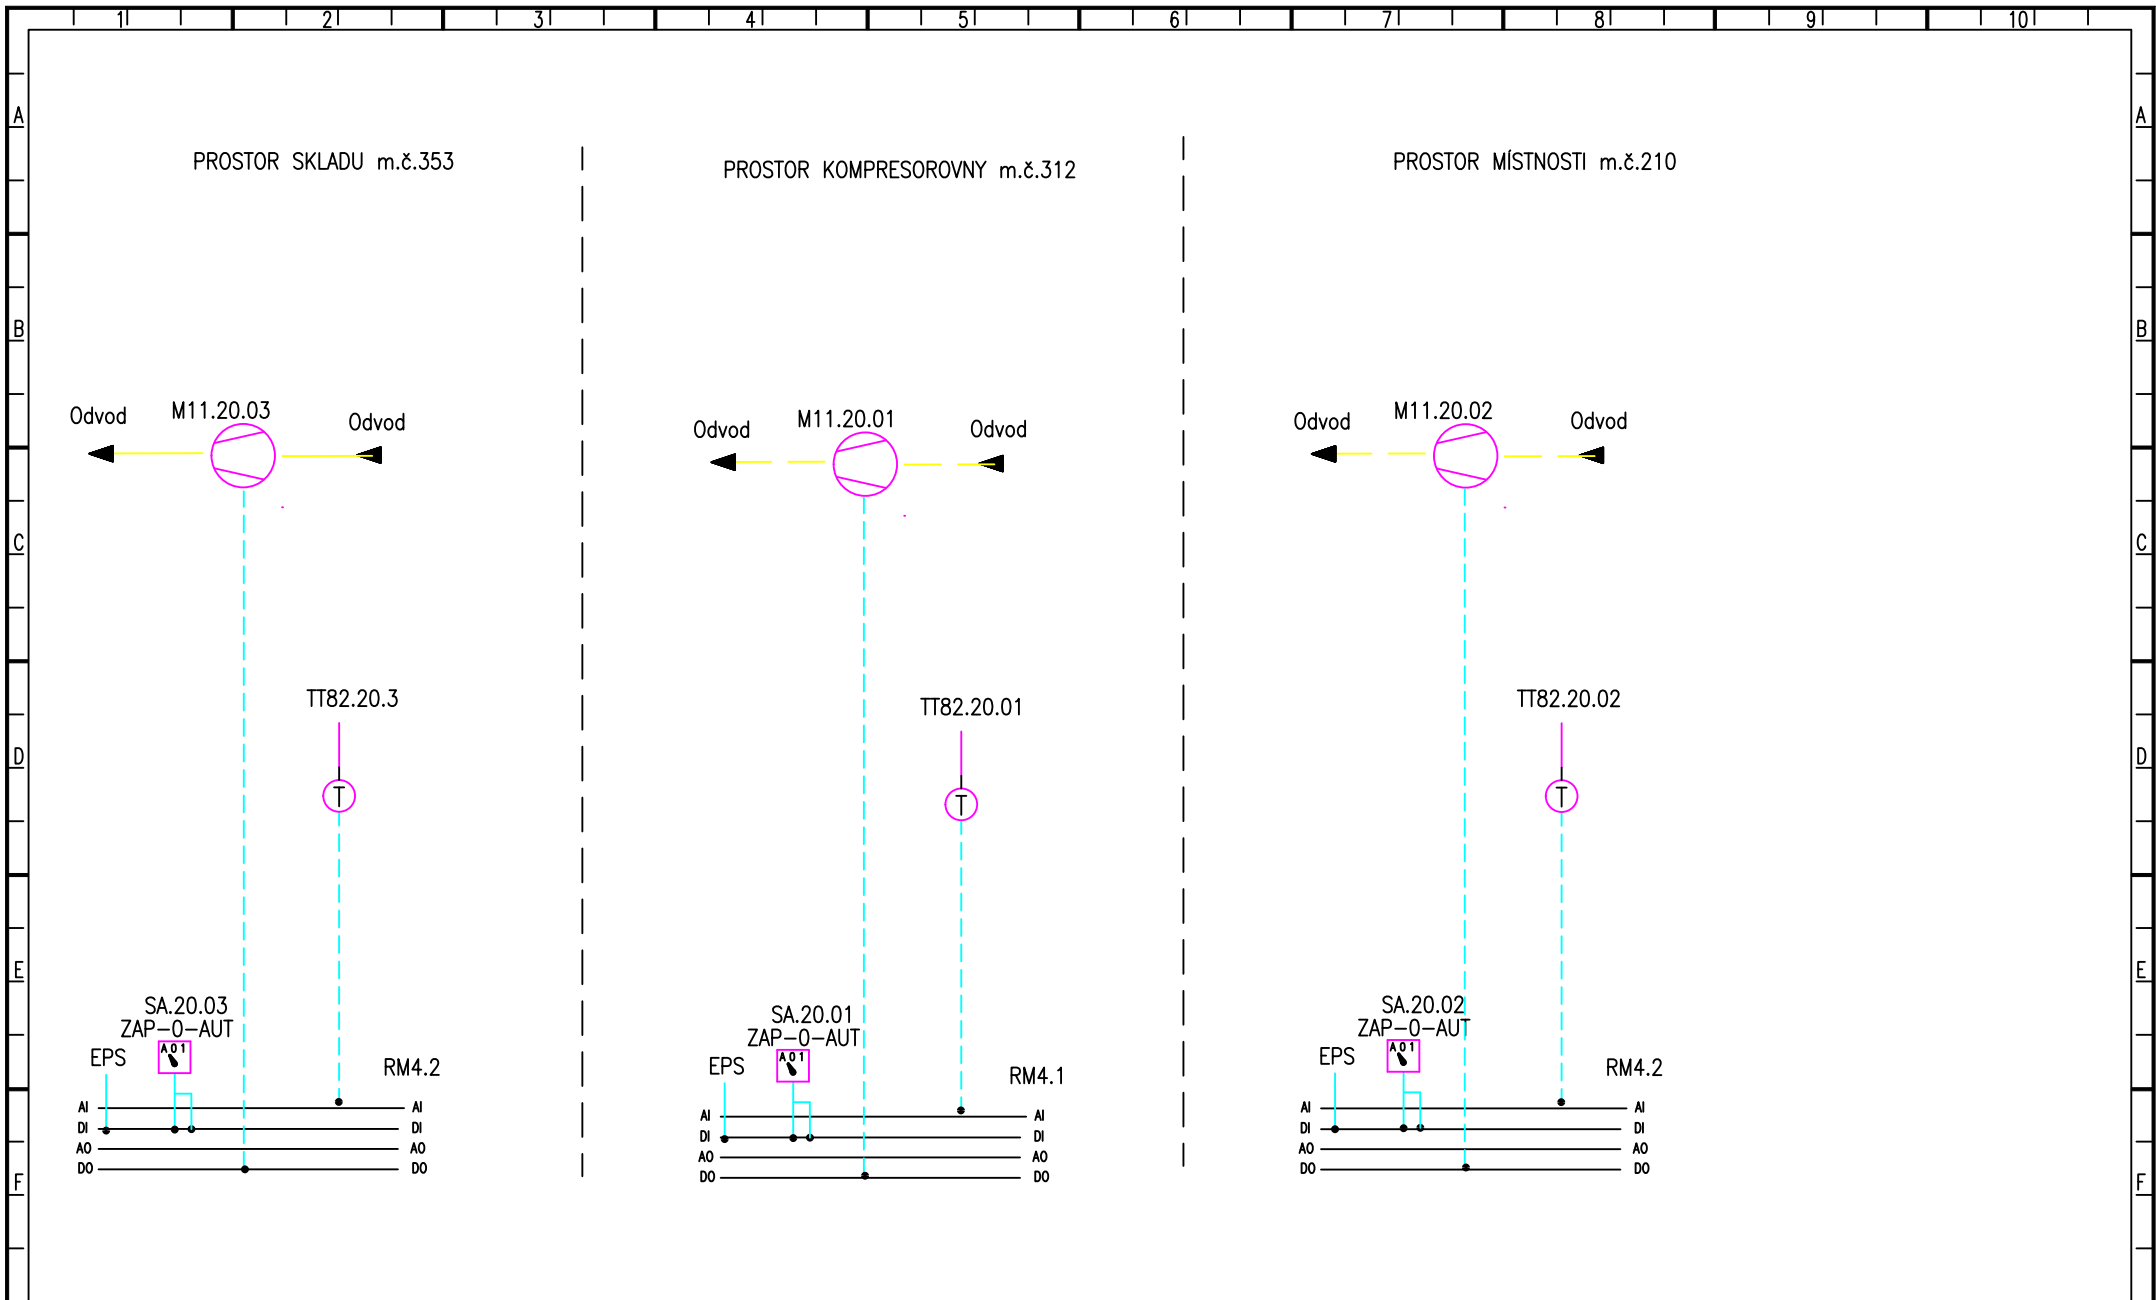 1 2 3 4 5 6 7 8 9 10
A A
PROSTOR SKLADU m.č.353 PROSTOR KOMPRESOROVNY m.č.312 PROSTOR MÍSTNOSTI m.č.210
B B
Odvod M11.20.03 Odvod Odvod M11.20.01 Odvod Odvod M11.20.02 Odvod
C C
TT82.20.3 TT82.20.01 TT82.20.02
D D
T T T
E E
SA.20.03 SA.20.01 SA.20.02
ZAP-0-AUT ZAP-0-AUT ZAP-0-AUT
EPS A01 RM4.2 EPS A01 RM4.1 EPS A01 RM4.2
AI AI AI AI AI AI
DI DI DI DI DI DI
AO AO AO AO AO AO
DO DO DO DO DO DO
F F